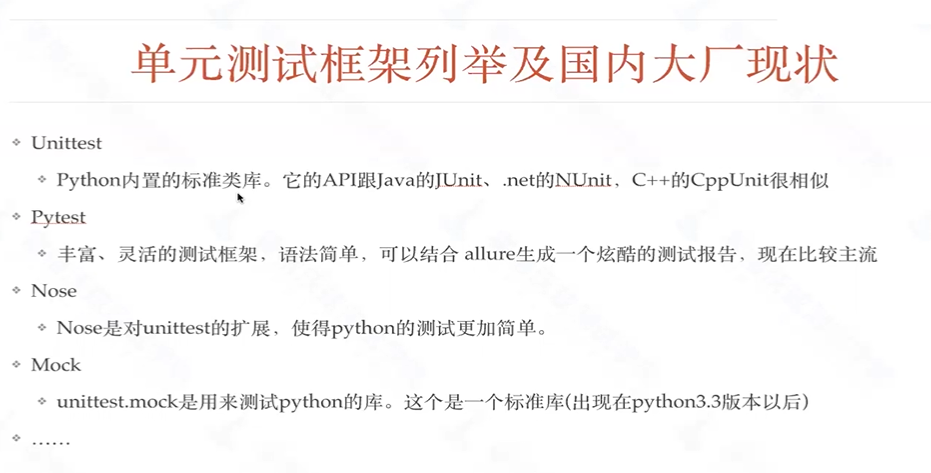 单元测试框架列举及国内大厂现状
Unittest
Python内置的标准类库。它的API跟Java的JUnit、.net的NUnit，C++的CppUnit很相似
Pytest
丰富、灵活的测试框架，语法简单，可以结合 allure生成一个炫酷的测试报告，现在比较主流
Nose
Nose是对unittest的扩展，使得python的测试更加简单。
Mock
unittest.mock是用来测试python的库。这个是一个标准库(出现在python3.3版本以后)
……